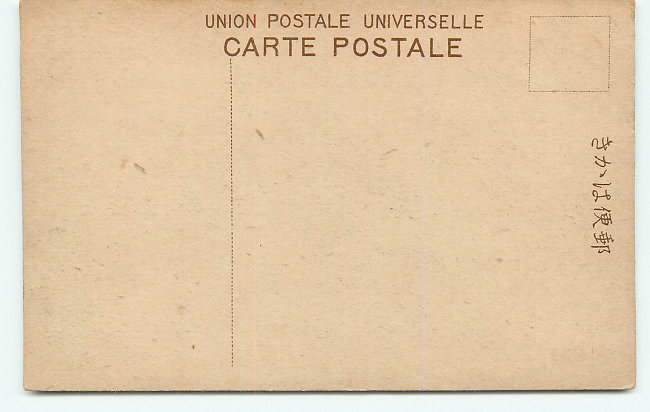 UNION POSTALE UNIVERSELLE
CARTE POSTALE
きかは便郵